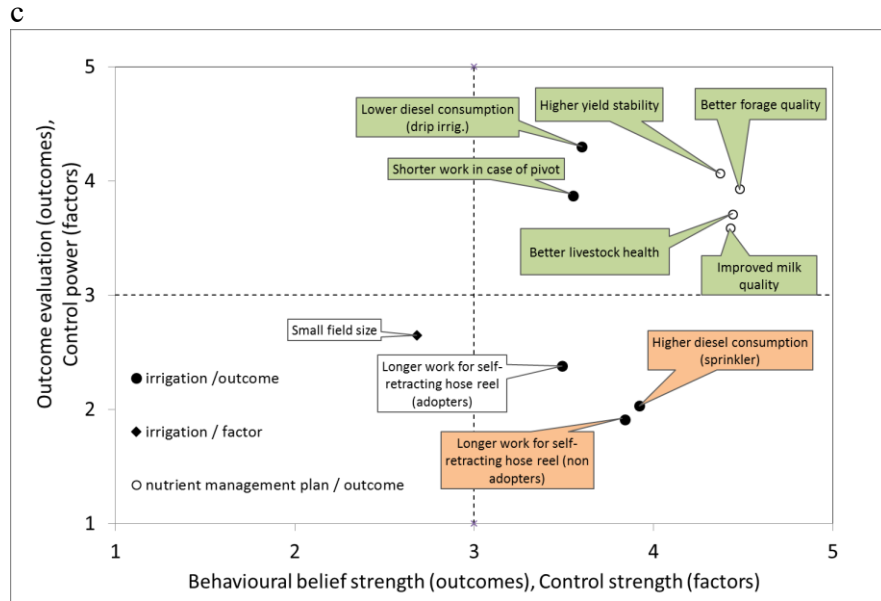 c
5
4
3
2
1
Outcome evaluation (outcomes),
Control power (factors)
Lower diesel consumption
(drip irrig.)
Higher yield stability
Better forage quality
Shorter work in case of pivot
Better livestock health
Improved milk
quality
Small field size
Longer work for self-
retracting hose reel
(adopters)
Higher diesel consumption
(sprinkler)
Longer work for self-
retracting hose reel (non
adopters)
irrigation /outcome
irrigation / factor
nutrient management plan / outcome
1
2
3
4
5
Behavioural belief strength (outcomes), Control strength (factors)